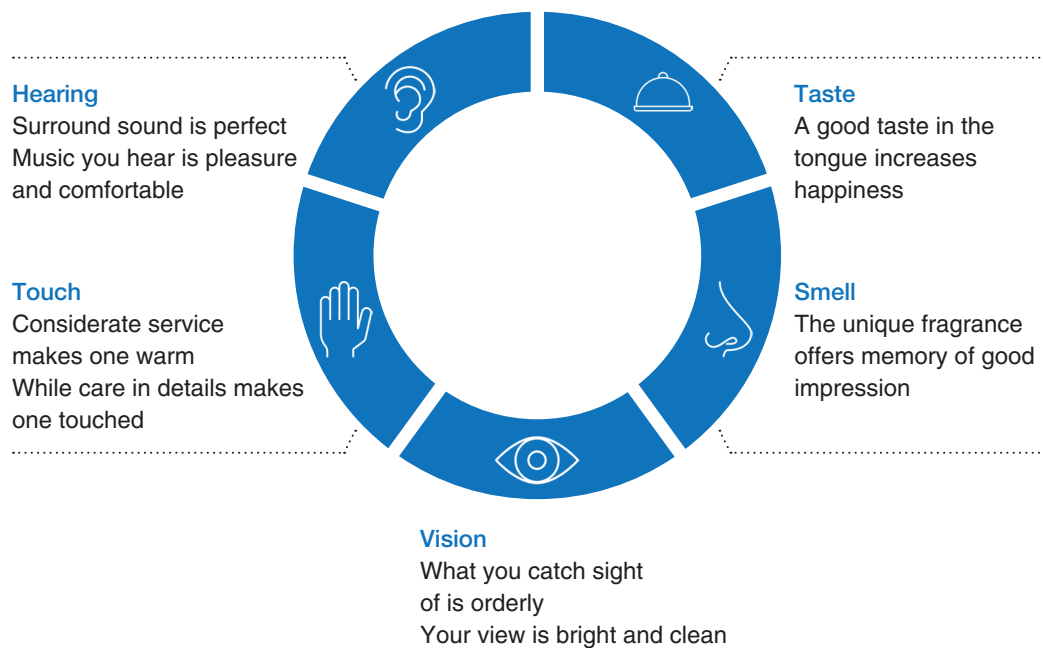 Hearing
Surround sound is perfect
Music you hear is pleasure
and comfortable
Taste
A good taste in the
tongue increases
happiness
Touch
Considerate service
makes one warm
While care in details makes
one touched
Smell
The unique fragrance
offers memory of good
impression
Vision
What you catch sight
of is orderly
Your view is bright and clean